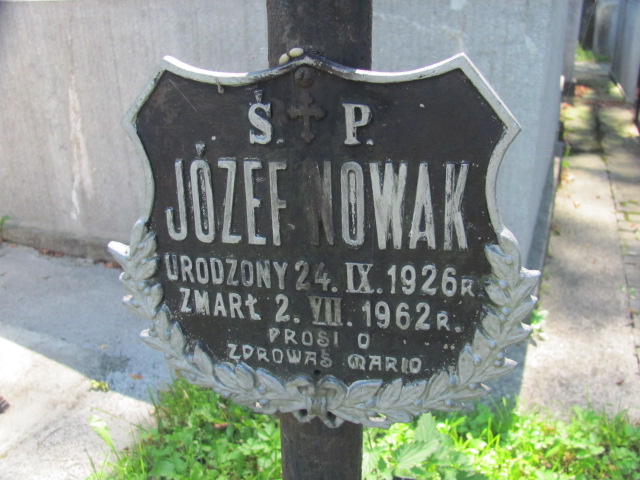 Ś. P.
JÓZEF NOWAK
URODZONY 24. IX. 1926 R.
ZMARŁ 2. VII. 1962 R.
PROSI O
ZDROWAŚ MARIO